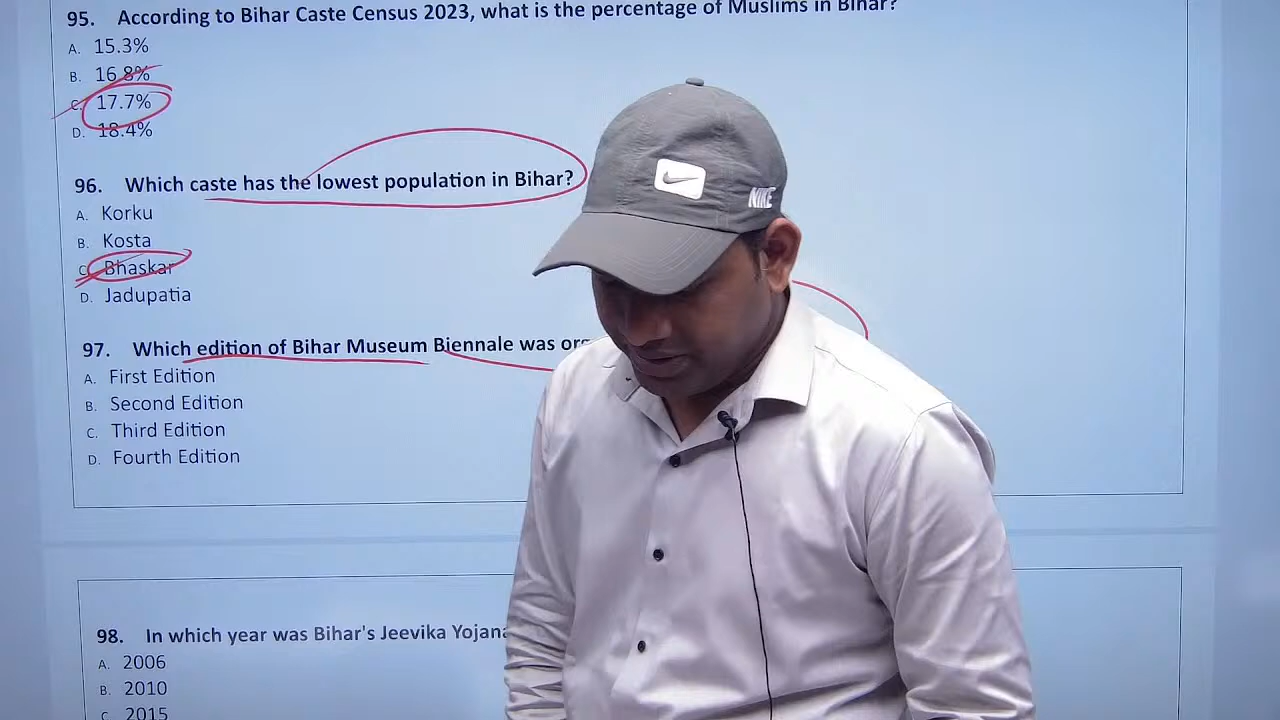 95. According to Bihar Caste Census 2023, what is the percentage of Muslims in Bihar?
A. 15.3%
B. 16.8%
C. 17.7%
D. 18.4%
96. Which caste has the lowest population in Bihar?
A. Korku
B. Kosta
C. Bhaskar
D. Jadupatia
97. Which edition of Bihar Museum Biennale was
A. First Edition
B. Second Edition
C. Third Edition
D. Fourth Edition
98. In which year was Bihar's Jeevika Yojana
A. 2006
B. 2010
C. 2015
NIKE